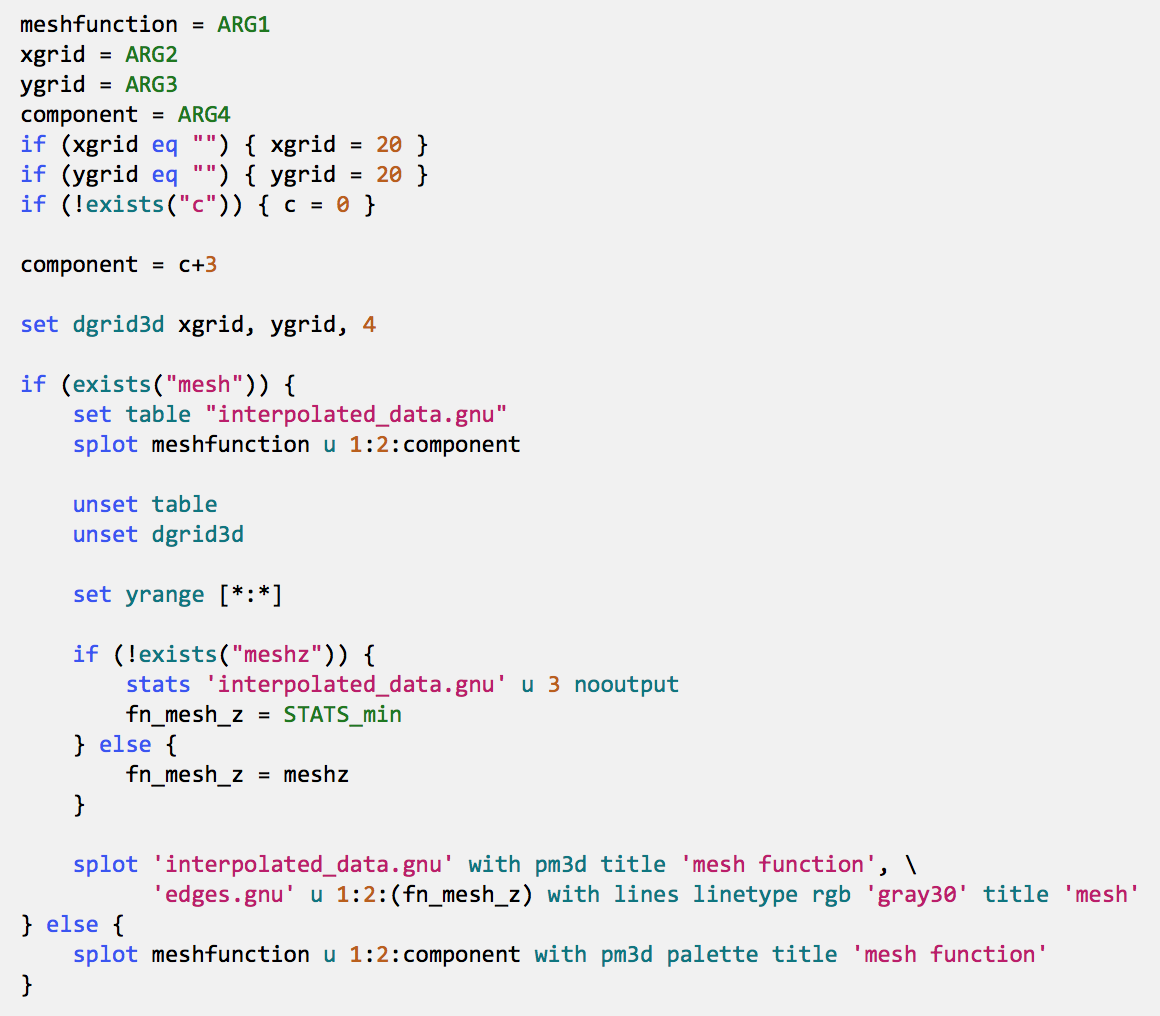 meshfunction = ARG1
xgrid = ARG2
ygrid = ARG3
component = ARG4
if (xgrid eq "") { xgrid = 20 }
if (ygrid eq "") { ygrid = 20 }
if (!exists("c")) { c = 0 }

component = c+3

set dgrid3d xgrid, ygrid, 4

if (exists("mesh")) {
    set table "interpolated_data.gnu"
    splot meshfunction u 1:2:component

    unset table
    unset dgrid3d

    set yrange [*:*]

    if (!exists("meshz")) {
        stats 'interpolated_data.gnu' u 3 nooutput
        fn_mesh_z = STATS_min
    } else {
        fn_mesh_z = meshz
    }

    splot 'interpolated_data.gnu' with pm3d title 'mesh function', \
          'edges.gnu' u 1:2:(fn_mesh_z) with lines linetype rgb 'gray30' title 'mesh'
} else {
    splot meshfunction u 1:2:component with pm3d palette title 'mesh function'
}